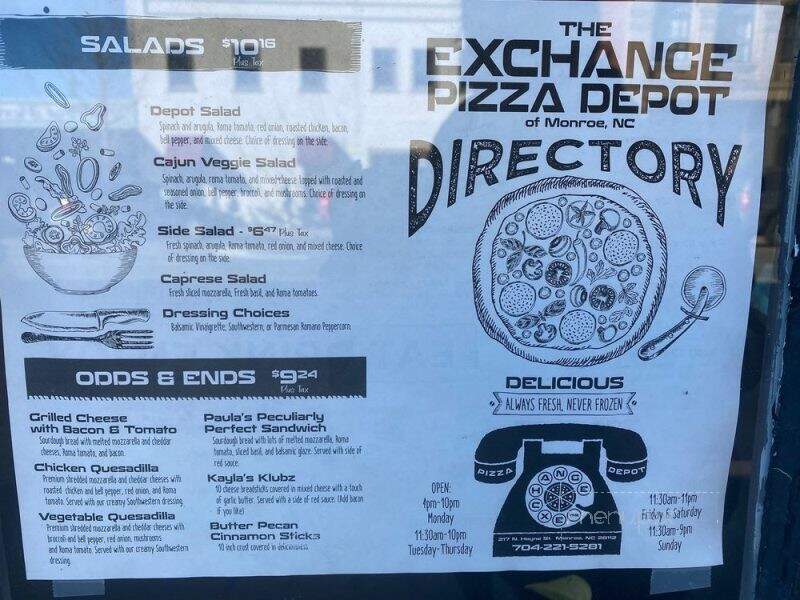 SALADS $10.16
Plus Tax
Depot Salad
Spinach and arugula, Roma tomato, red onion, roasted chicken, bacon,
bell pepper, and mixed cheese. Choice of dressing on the side.
Cajun Veggie Salad
Spinach, arugula, roma tomato, and mixed cheese topped with roasted and
seasoned onion, bell pepper, broccoli, and mushrooms. Choice of dressing on
the side.
Side Salad - $6.47 Plus Tax
Fresh spinach, arugula, Roma tomato, red onion, and mixed cheese. Choice
of dressing on the side.
Caprese Salad
Fresh sliced mozzarella, Fresh basil, and Roma tomatoes.
Dressing Choices
Balsamic Vinaigrette, Southwestern, or Parmesan Romano Peppercorn.
ODDS & ENDS $9.24
Plus Tax
Grilled Cheese
with Bacon & Tomato
Sourdough bread with melted mozzarella and cheddar
cheeses, Roma tomato, and bacon.
Chicken Quesadilla
Premium shredded mozzarella and cheddar cheeses with
roasted chicken and bell pepper, red onion, and Roma
tomato. Served with our creamy Southwestern dressing.
Vegetable Quesadilla
Premium shredded mozzarella and cheddar cheeses with
broccoli and bell pepper, red onion, mushrooms
and Roma tomato. Served with our creamy Southwestern
dressing.
Paula's Peculiarly
Perfect Sandwich
Sourdough bread with lots of melted mozzarella, Roma
tomato, sliced basil, and balsamic glaze. Served with side of
red sauce.
Kayla's Klubz
10 cheese breadsticks covered in mixed cheese with a touch
of garlic butter. Served with a side of red sauce. (Add bacon
if you like)
Butter Pecan
Cinnamon Stickz
10 inch crust covered in deliciousness
THE
EXCHANGE
PIZZA DEPOT
of Monroe, NC
DIRECTORY
DELICIOUS
ALWAYS FRESH, NEVER FROZEN
PIZZA DEPOT
EXCHANGE
217 N. Hayne St. Monroe, NC 28112
704-221-5281
OPEN:
4pm-10pm
Monday
11:30am-10pm
Tuesday-Thursday
11:30am-11pm
Friday & Saturday
11:30am-9pm
Sunday